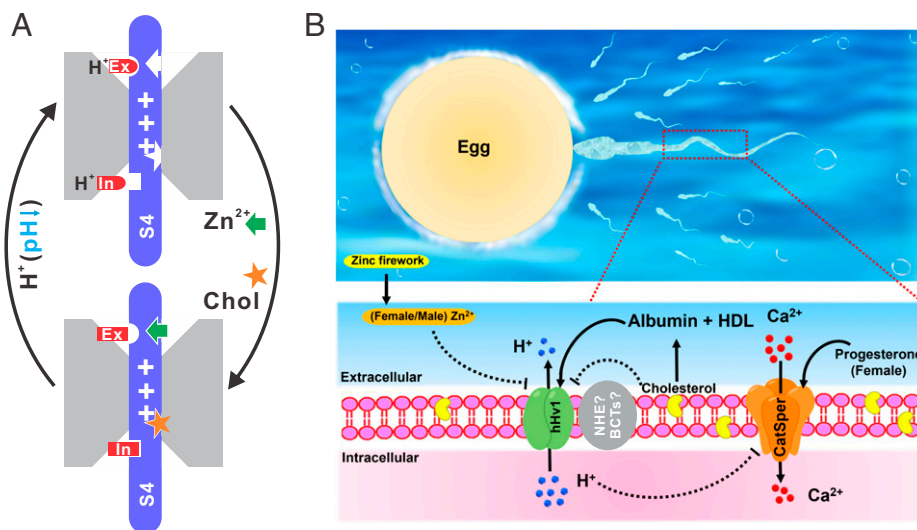 A
H⁺ Ex
+
+
+
+
H⁺ In
S4
H⁺(pH↓)
Zn²⁺
Chol
Ex
+
+
+
+
In
S4
B
Egg
Zinc firework
(Female/Male) Zn²⁺
Albumin + HDL
Ca²⁺
H⁺
Progesterone
(Female)
Extracellular
Cholesterol
hHv1
NHE?
BCTs?
CatSper
Intracellular
H⁺
Ca²⁺